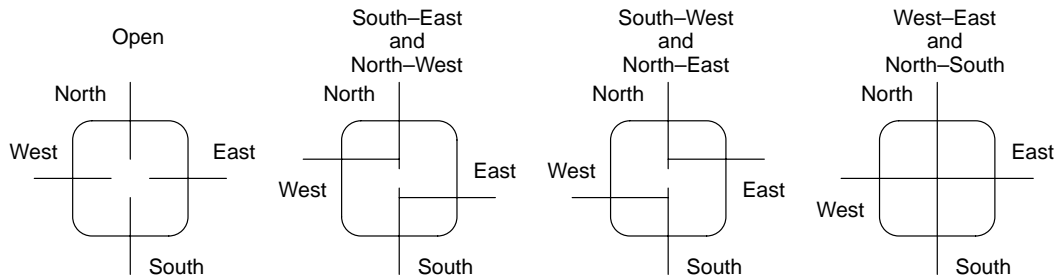 Open
North
West
East
South
South–East
and
North–West
North
West
East
South
South–West
and
North–East
North
West
East
South
West–East
and
North–South
North
East
West
South